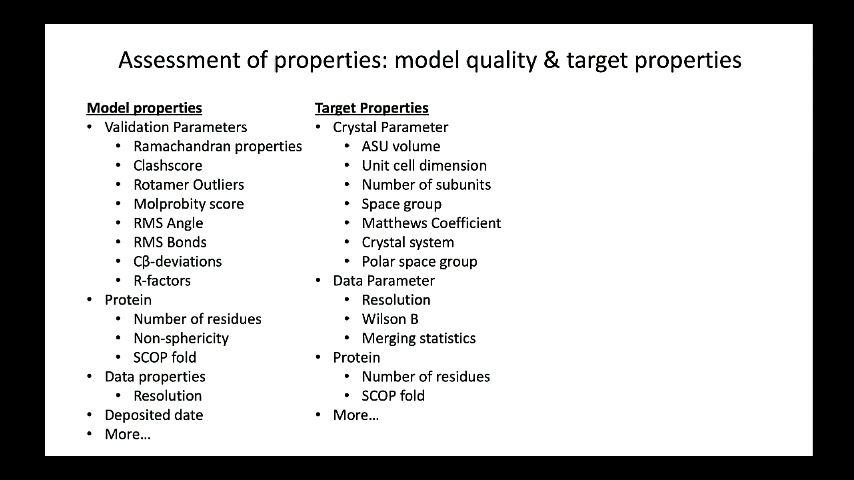 Assessment of properties: model quality & target properties
Model properties
• Validation Parameters
• Ramachandran properties
• Clashscore
• Rotamer Outliers
• Molprobity score
• RMS Angle
• RMS Bonds
• Cβ-deviations
• R-factors
• Protein
• Number of residues
• Non-sphericity
• SCOP fold
• Data properties
• Resolution
• Deposited date
• More...
Target Properties
• Crystal Parameter
• ASU volume
• Unit cell dimension
• Number of subunits
• Space group
• Matthews Coefficient
• Crystal system
• Polar space group
• Data Parameter
• Resolution
• Wilson B
• Merging statistics
• Protein
• Number of residues
• SCOP fold
• More...